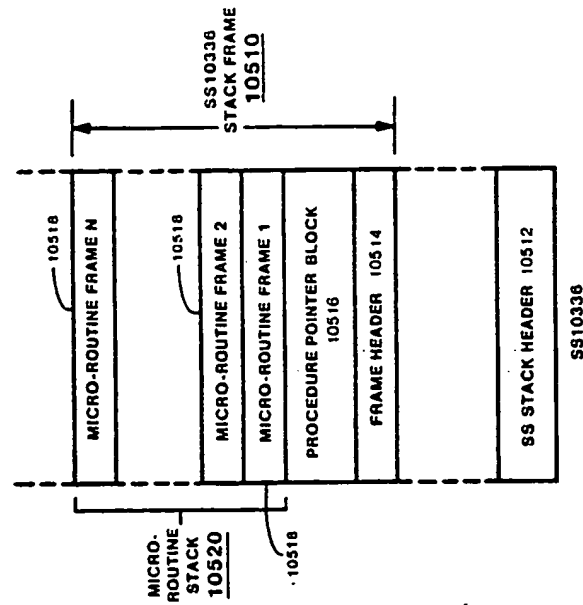 10518
MICRO-ROUTINE FRAME N
SS10336
STACK FRAME
10510
MICRO-
ROUTINE
STACK
10520
10518
MICRO-ROUTINE FRAME 2
MICRO-ROUTINE FRAME 1
10518
PROCEDURE POINTER BLOCK
10516
FRAME HEADER 10514
SS STACK HEADER 10512
SS10336